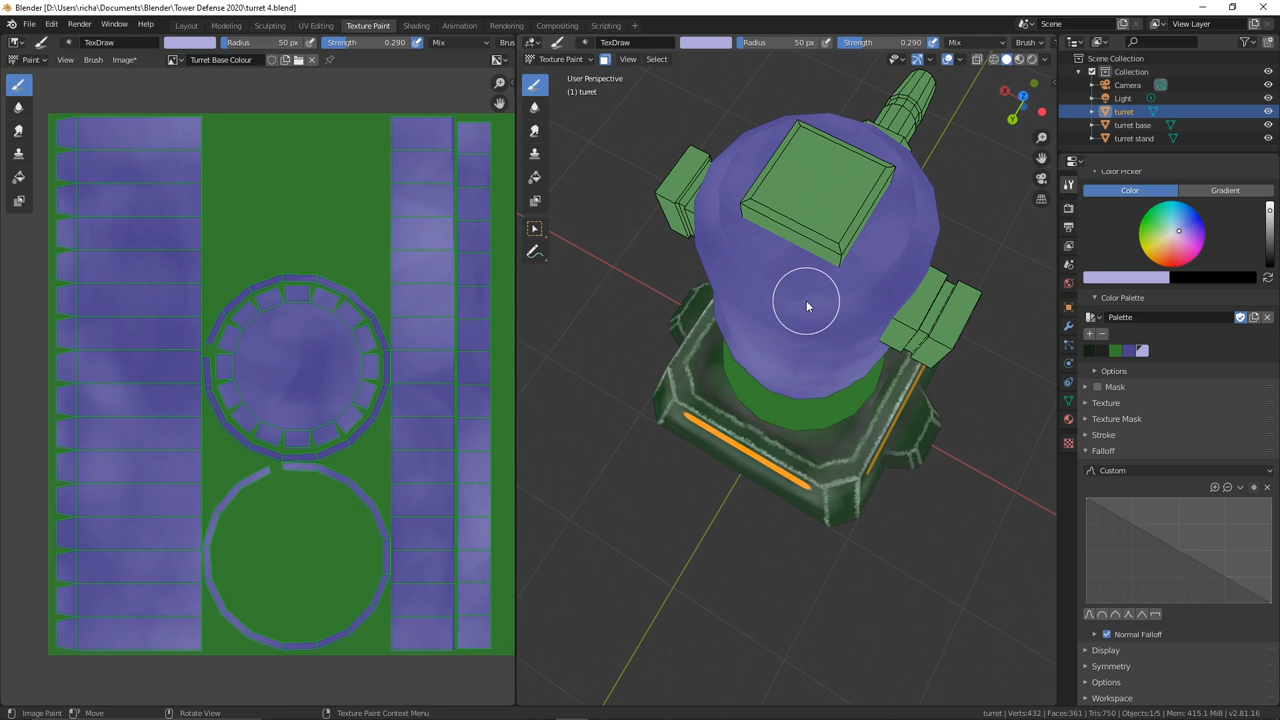 Blender [D:\Users\richa\Documents\Blender\Tower Defense 2020\turret 4.blend]
File Edit Render Window Help Layout Modeling Sculpting UV Editing Texture Paint Shading Animation Rendering Compositing Scripting + Scene View Layer
TexDraw Radius 50 px Strength 0.290 Mix Brus TexDraw Radius 50 px Strength 0.290 Mix Brush
Paint View Brush Image* Turret Base Colour Texture Paint View Select
User Perspective
(1) turret
Scene Collection
Collection
Camera
Light
turret
turret base
turret stand
Color Picker
Color Gradient
Color Palette
Palette
Options
Mask
Texture
Texture Mask
Stroke
Falloff
Custom
Normal Falloff
Display
Symmetry
Options
Workspace
Image Paint Move Rotate View Texture Paint Context Menu turret | Verts:432 | Faces:361 | Tris:750 | Objects:1/5 | Mem: 415.1 MiB | v2.81.16